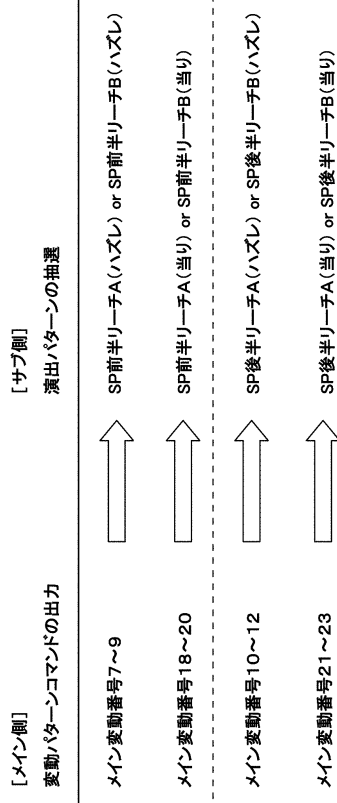 [メイン側]
変動パターンコマンドの出力
[サブ側]
演出パターンの抽選
メイン変動番号7~9
SP前半リーチA(ハズレ) or SP前半リーチB(ハズレ)
メイン変動番号18~20
SP前半リーチA(当り) or SP前半リーチB(当り)
メイン変動番号10~12
SP後半リーチA(ハズレ) or SP後半リーチB(ハズレ)
メイン変動番号21~23
SP後半リーチA(当り) or SP後半リーチB(当り)